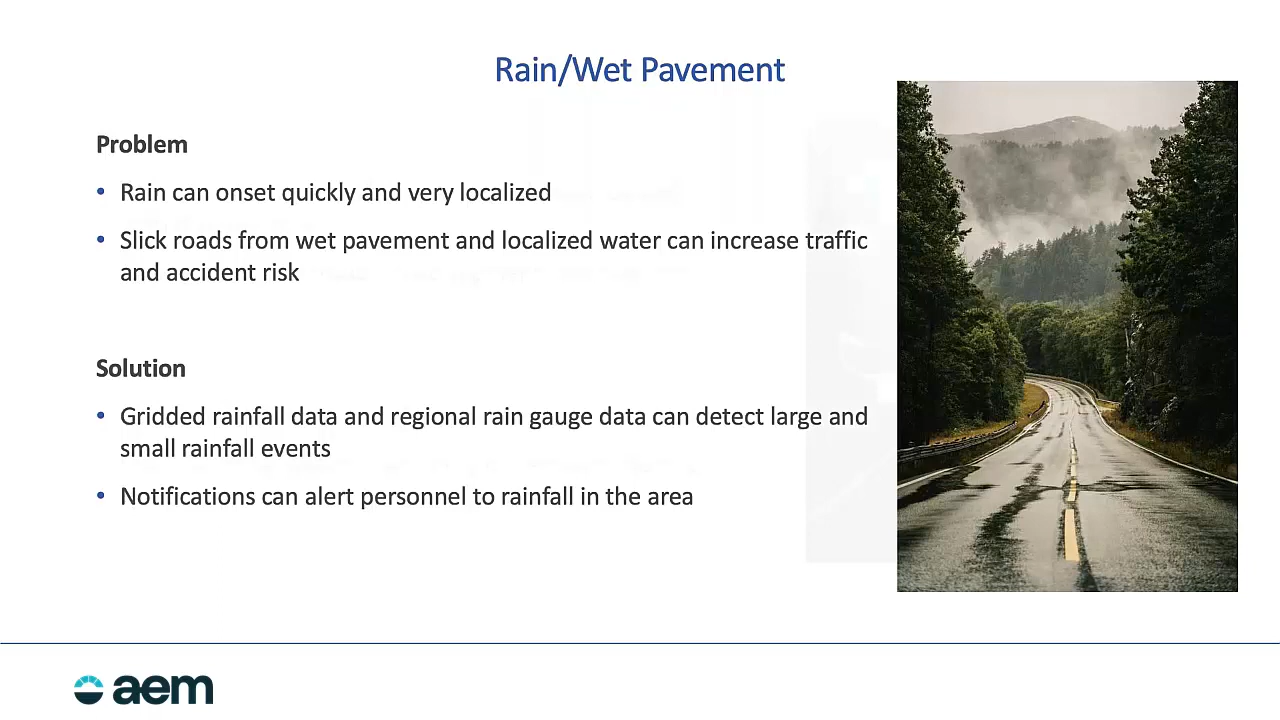 Rain/Wet Pavement
Problem
• Rain can onset quickly and very localized
• Slick roads from wet pavement and localized water can increase traffic
and accident risk
Solution
• Gridded rainfall data and regional rain gauge data can detect large and
small rainfall events
• Notifications can alert personnel to rainfall in the area
aem